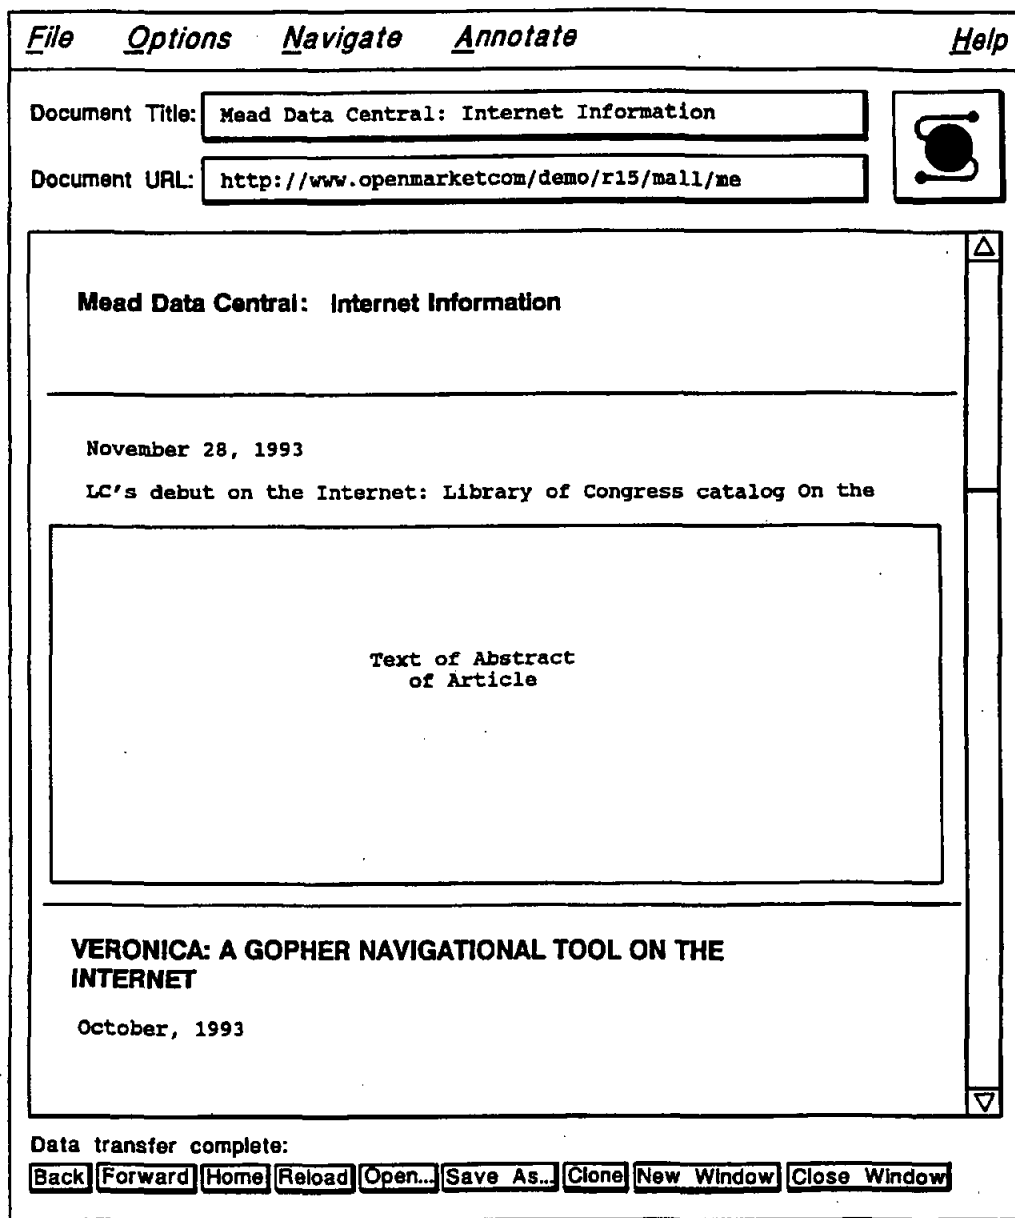 File Options Navigate Annotate Help
Document Title: Mead Data Central: Internet Information
Document URL: http://www.openmarketcom/demo/r15/mall/me
Mead Data Central: Internet Information
November 28, 1993
LC's debut on the Internet: Library of Congress catalog On the
Text of Abstract
of Article
VERONICA: A GOPHER NAVIGATIONAL TOOL ON THE
INTERNET
October, 1993
Data transfer complete:
Back Forward Home Reload Open... Save As... Clone New Window Close Window